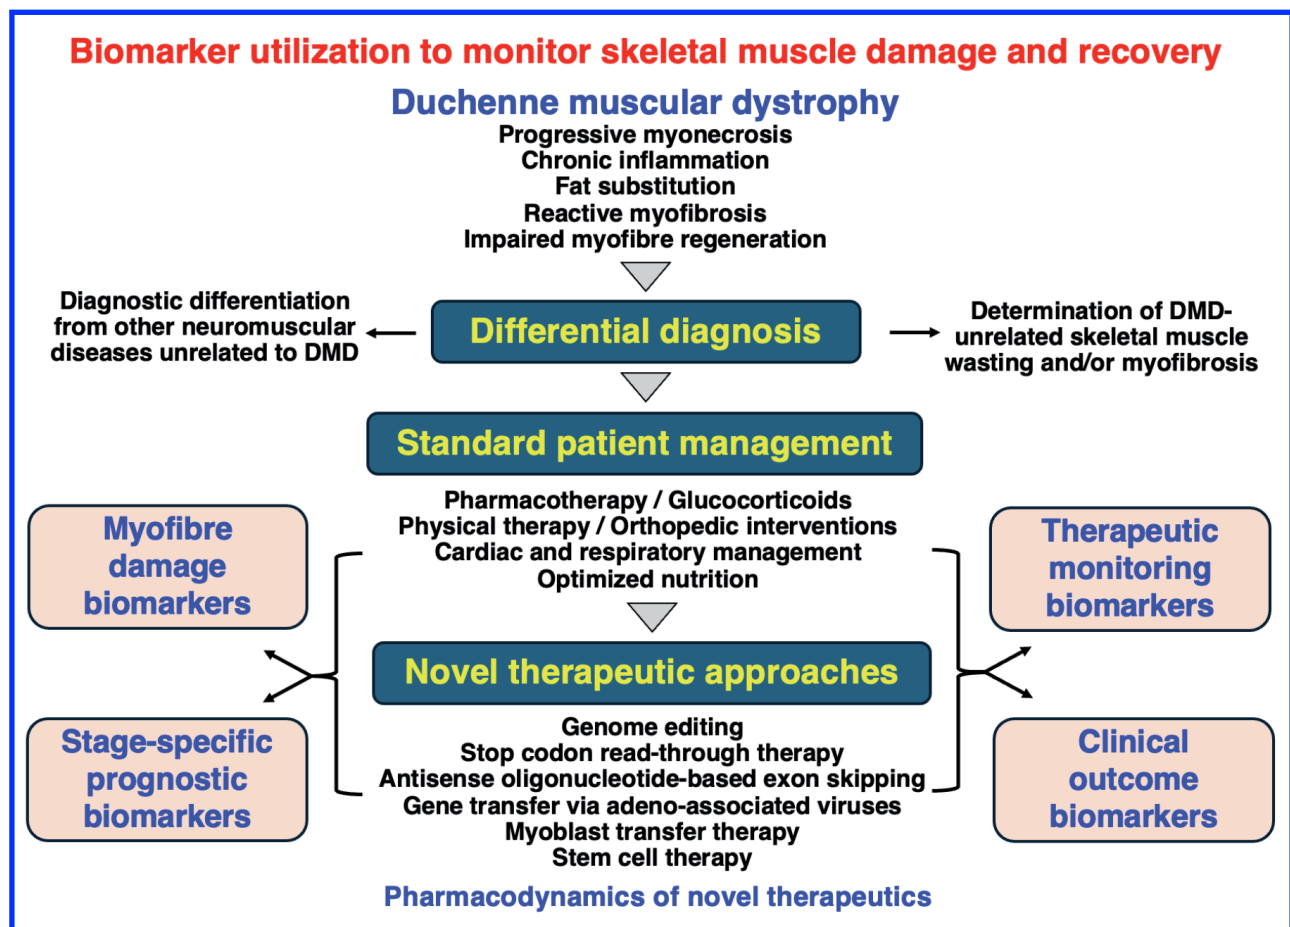 Biomarker utilization to monitor skeletal muscle damage and recovery
Duchenne muscular dystrophy
Progressive myonecrosis
Chronic inflammation
Fat substitution
Reactive myofibrosis
Impaired myofibre regeneration
Diagnostic differentiation
from other neuromuscular
diseases unrelated to DMD
Differential diagnosis
Determination of DMD-
unrelated skeletal muscle
wasting and/or myofibrosis
Standard patient management
Pharmacotherapy / Glucocorticoids
Physical therapy / Orthopedic interventions
Cardiac and respiratory management
Optimized nutrition
Myofibre
damage
biomarkers
Therapeutic
monitoring
biomarkers
Novel therapeutic approaches
Genome editing
Stop codon read-through therapy
Antisense oligonucleotide-based exon skipping
Gene transfer via adeno-associated viruses
Myoblast transfer therapy
Stem cell therapy
Stage-specific
prognostic
biomarkers
Clinical
outcome
biomarkers
Pharmacodynamics of novel therapeutics